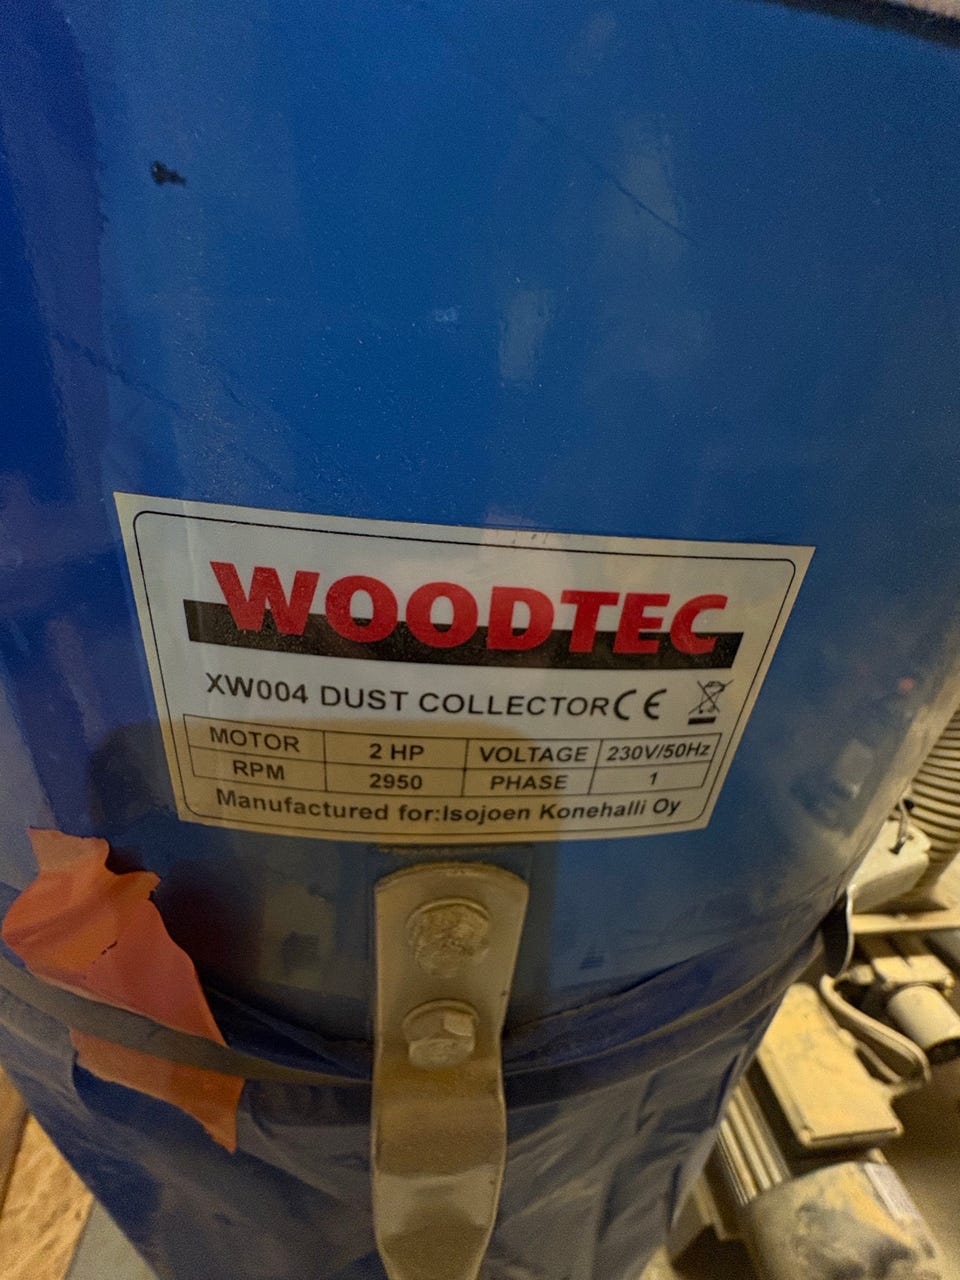 WOODTEC
XW004 DUST COLLECTOR CE
MOTOR 2 HP VOLTAGE 230V/50Hz
RPM 2950 PHASE 1
Manufactured for:Isojoen Konehalli Oy